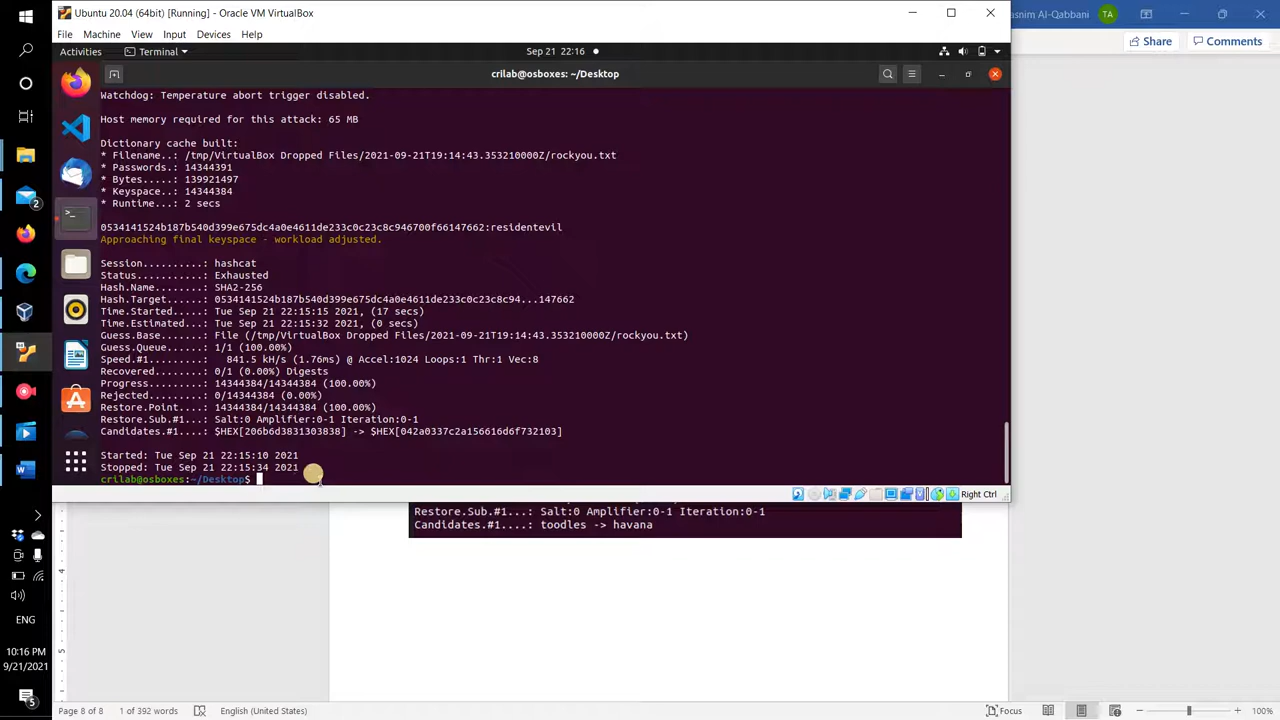 Ubuntu 20.04 (64bit) [Running] - Oracle VM VirtualBox
asnim Al-Qabbani
TA
File Machine View Input Devices Help
Share
Comments
Activities
Terminal
Sep 21 22:16
crilab@osboxes: ~/Desktop
Watchdog: Temperature abort trigger disabled.
Host memory required for this attack: 65 MB
Dictionary cache built:
* Filename..: /tmp/VirtualBox Dropped Files/2021-09-21T19:14:43.353210000Z/rockyou.txt
* Passwords.: 14344391
* Bytes.....: 139921497
* Keyspace..: 14344384
* Runtime...: 2 secs
0534141524b187b540d399e675dc4a0e4611de233c0c23c8c946700f66147662:residentevil
Approaching final keyspace - workload adjusted.
Session..........: hashcat
Status...........: Exhausted
Hash.Name........: SHA2-256
Hash.Target......: 0534141524b187b540d399e675dc4a0e4611de233c0c23c8c94...147662
Time.Started.....: Tue Sep 21 22:15:15 2021, (17 secs)
Time.Estimated...: Tue Sep 21 22:15:32 2021, (0 secs)
Guess.Base.......: File (/tmp/VirtualBox Dropped Files/2021-09-21T19:14:43.353210000Z/rockyou.txt)
Guess.Queue......: 1/1 (100.00%)
Speed.#1.........:   841.5 kH/s (1.76ms) @ Accel:1024 Loops:1 Thr:1 Vec:8
Recovered........: 0/1 (0.00%) Digests
Progress.........: 14344384/14344384 (100.00%)
Rejected.........: 0/14344384 (0.00%)
Restore.Point....: 14344384/14344384 (100.00%)
Restore.Sub.#1...: Salt:0 Amplifier:0-1 Iteration:0-1
Candidates.#1....: $HEX[206b6d3831303838] -> $HEX[042a0337c2a156616d6f732103]
Started: Tue Sep 21 22:15:10 2021
Stopped: Tue Sep 21 22:15:34 2021
crilab@osboxes:~/Desktop$
Right Ctrl
Restore.Sub.#1...: Salt:0 Amplifier:0-1 Iteration:0-1
Candidates.#1....: toodles -> havana
2
ENG
10:16 PM
9/21/2021
5
4
5
Page 8 of 8
1 of 392 words
English (United States)
Focus
100%